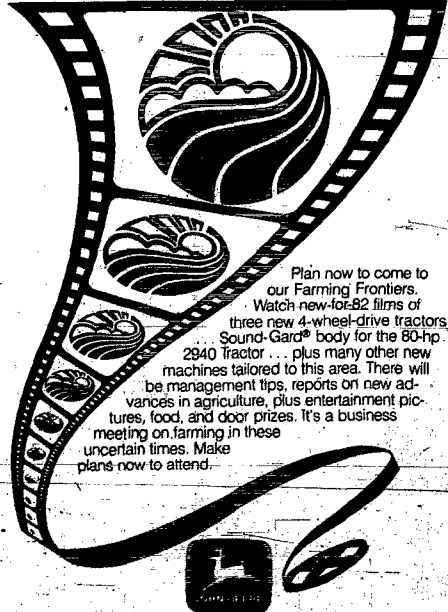 Plan now to come to
our Farming Frontiers.
Watch new-for-82 films of
three new 4-wheel-drive tractors,
Sound-Gard® body for the 80-hp
2940 Tractor . . . plus many other new
machines tailored to this area. There will
be management tips, reports on new ad-
vances in agriculture, plus entertainment pic-
tures, food, and door prizes. It's a business
meeting on farming in these
uncertain times. Make
plans now to attend.
JOHN DEERE